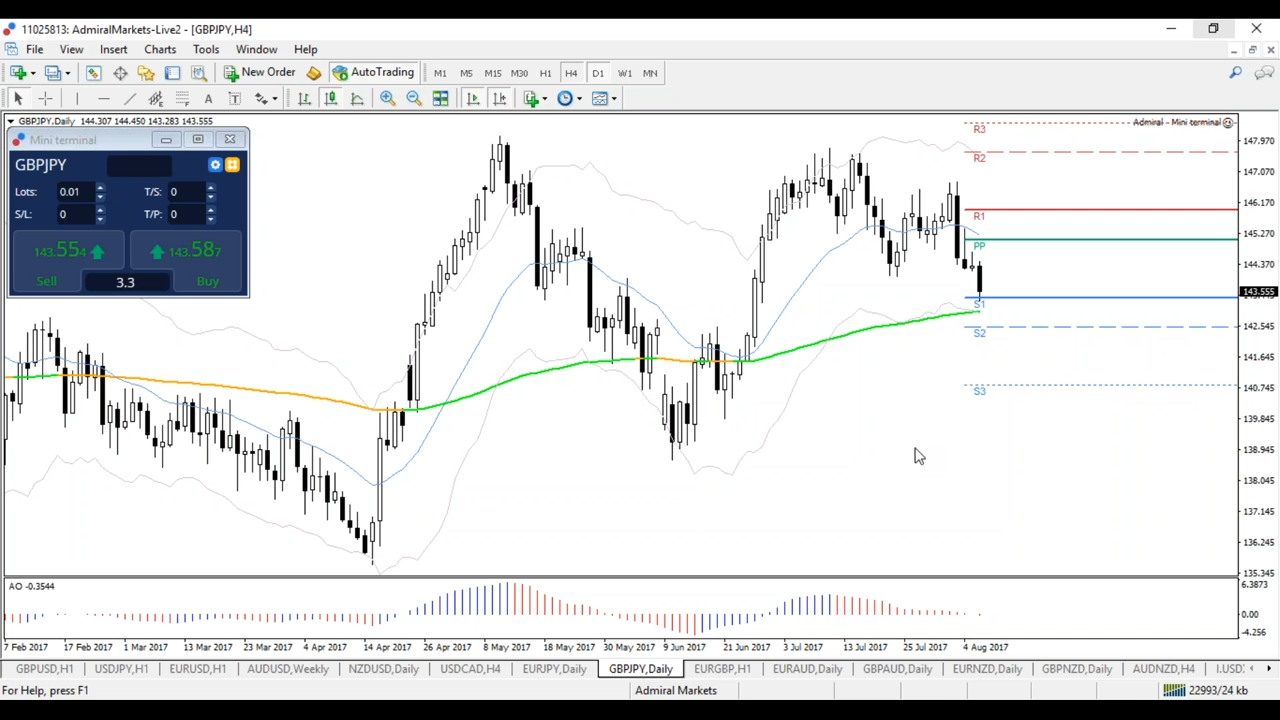 11025813: AdmiralMarkets-Live2 - [GBPJPY,H4]
File View Insert Charts Tools Window Help
New Order AutoTrading M1 M5 M15 M30 H1 H4 D1 W1 MN
A T
GBPJPY,Daily 144.307 144.450 143.283 143.555
Admiral - Mini terminal
Mini terminal
GBPJPY
Lots: 0.01 T/S: 0
S/L: 0 T/P: 0
143.554 143.587
Sell 3.3 Buy
R3
R2
R1
PP
S1
S2
S3
147.970
147.070
146.170
145.270
144.370
143.555
142.545
141.645
140.745
139.845
138.945
138.045
137.145
136.245
135.345
AO -0.3544
6.3873
0.00
-4.256
7 Feb 2017 17 Feb 2017 1 Mar 2017 13 Mar 2017 23 Mar 2017 4 Apr 2017 14 Apr 2017 26 Apr 2017 8 May 2017 18 May 2017 30 May 2017 9 Jun 2017 21 Jun 2017 3 Jul 2017 13 Jul 2017 25 Jul 2017 4 Aug 2017
GBPUSD,H1 USDJPY,H1 EURUSD,H1 AUDUSD,Weekly NZDUSD,Daily USDCAD,H4 EURJPY,Daily GBPJPY,Daily EURGBP,H1 EURAUD,Daily GBPAUD,Daily EURNZD,Daily GBPNZD,Daily AUDNZD,H4 I.USD
For Help, press F1 Admiral Markets 22993/24 kb